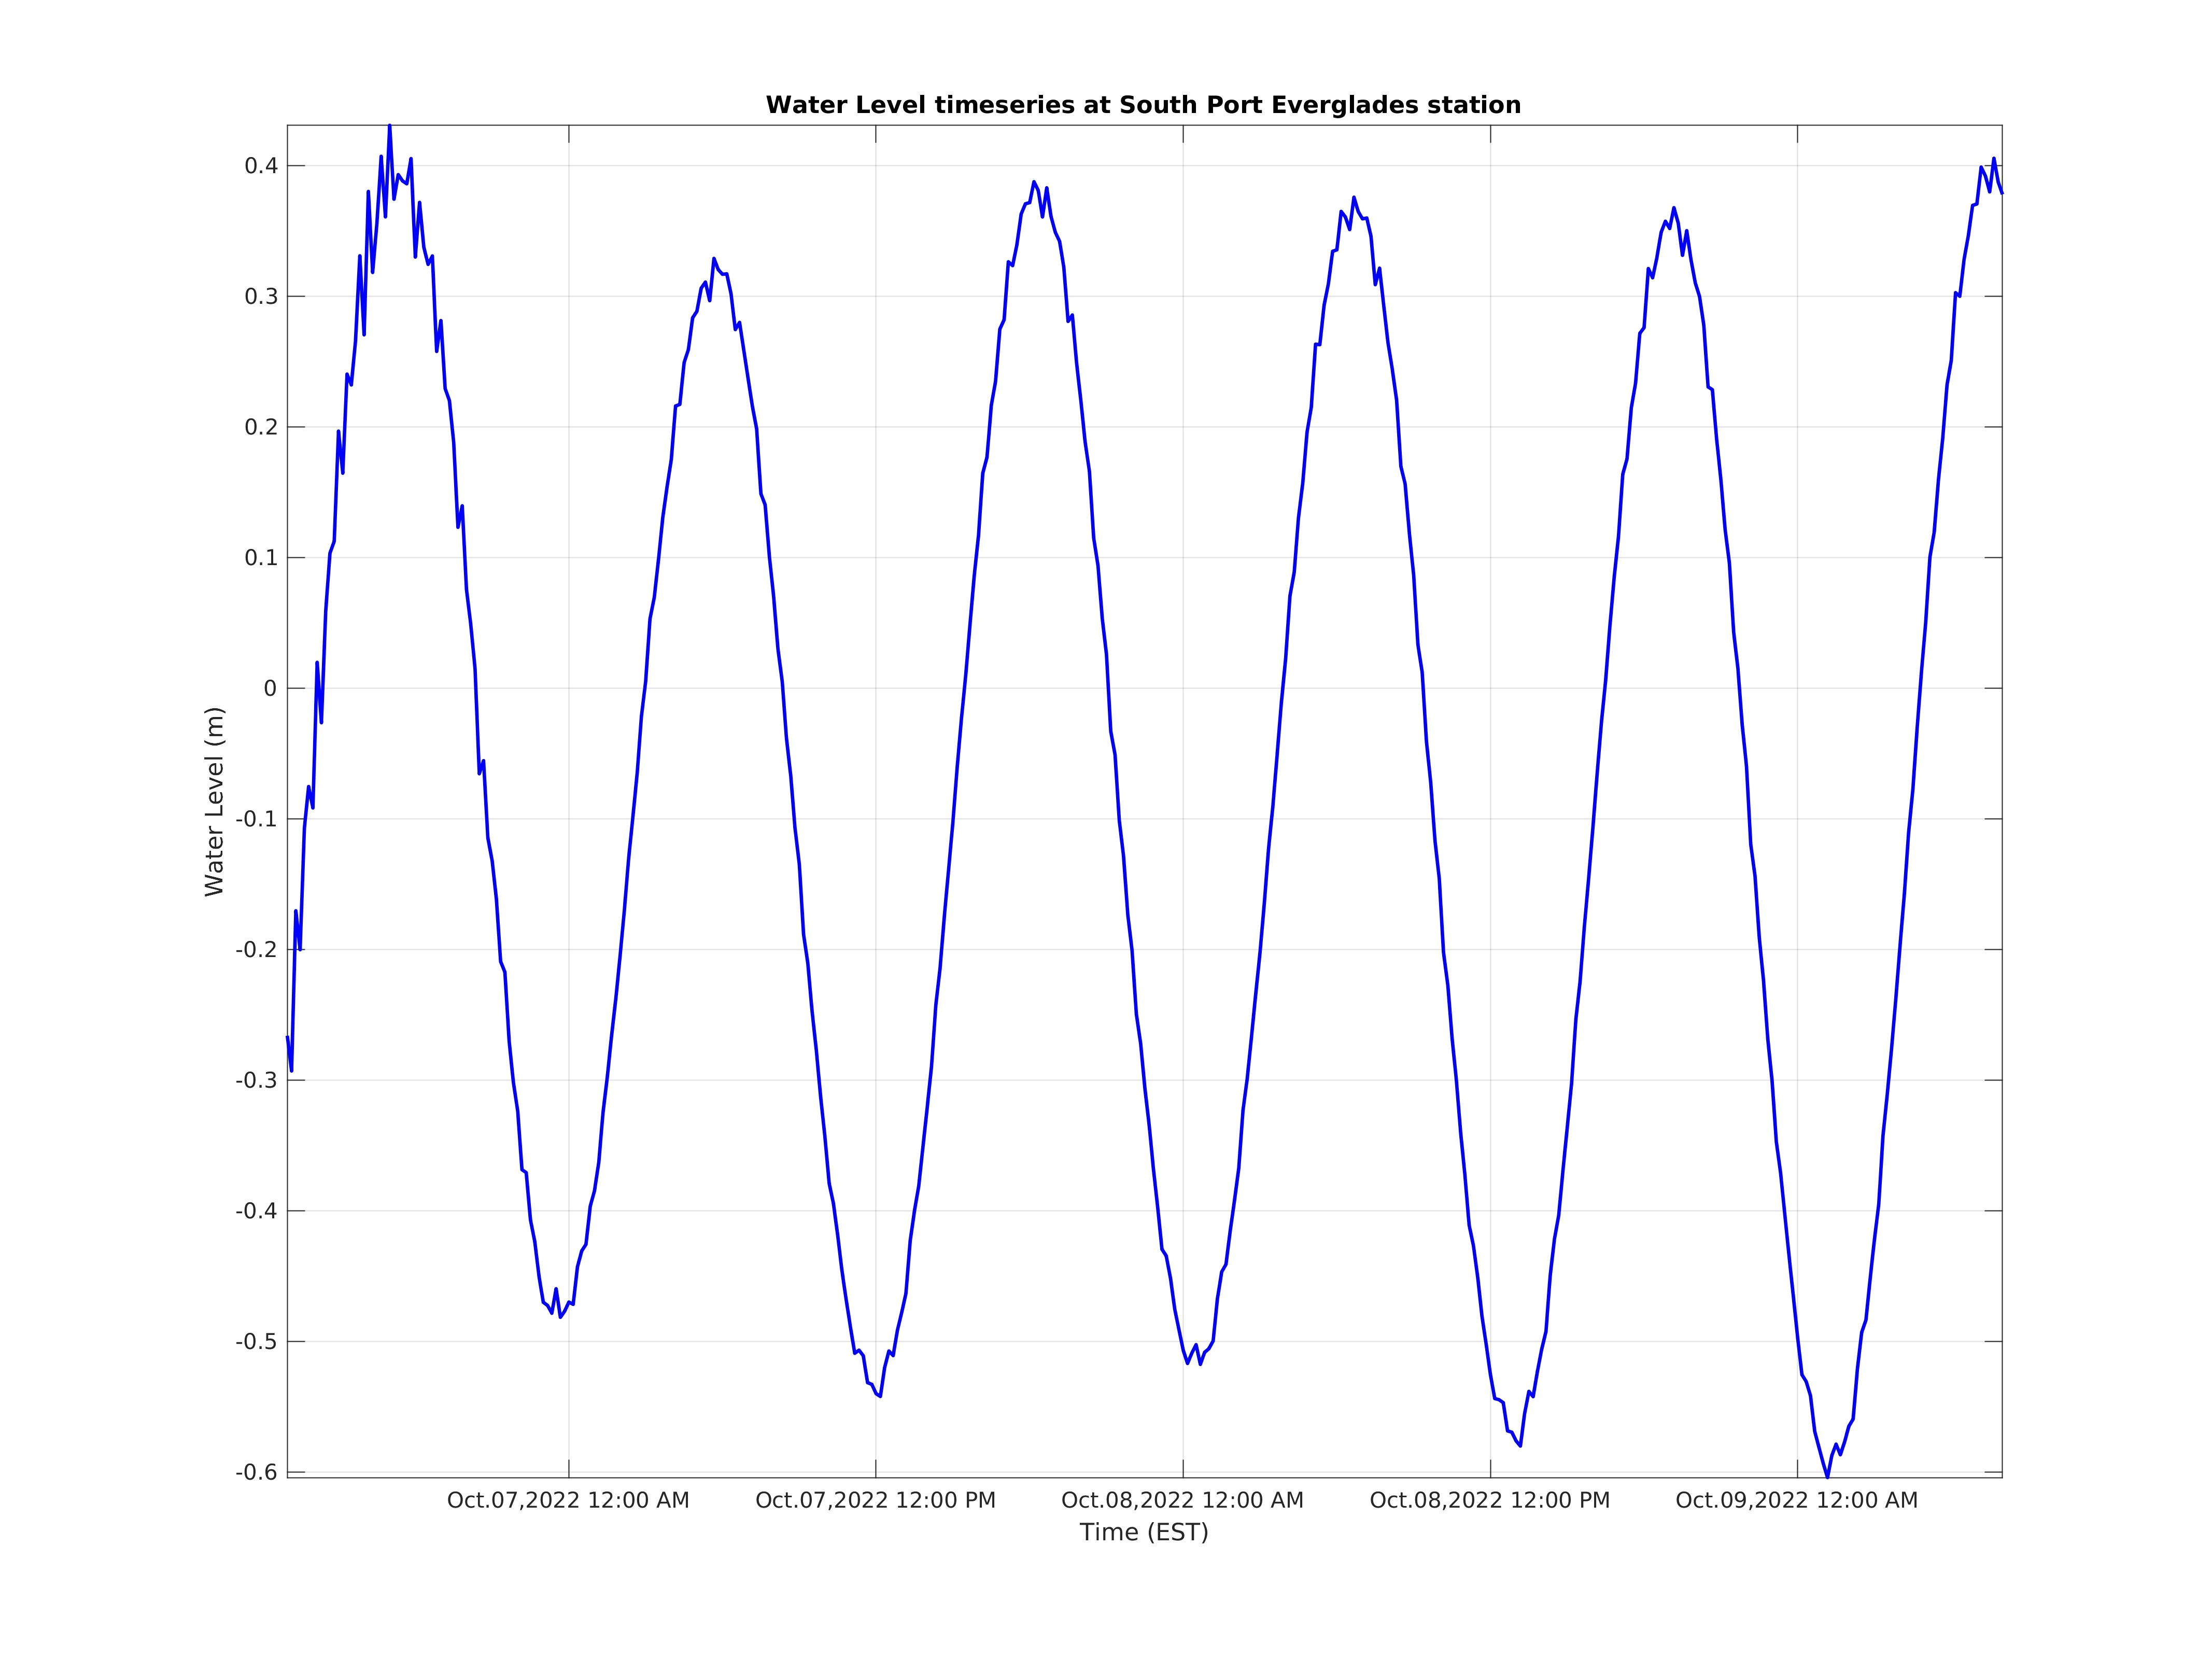 Water Level timeseries at South Port Everglades station
0.4
0.3
0.2
0.1
0
-0.1
-0.2
-0.3
-0.4
-0.5
-0.6
Water Level (m)
Oct.07,2022 12:00 AM
Oct.07,2022 12:00 PM
Oct.08,2022 12:00 AM
Oct.08,2022 12:00 PM
Oct.09,2022 12:00 AM
Time (EST)